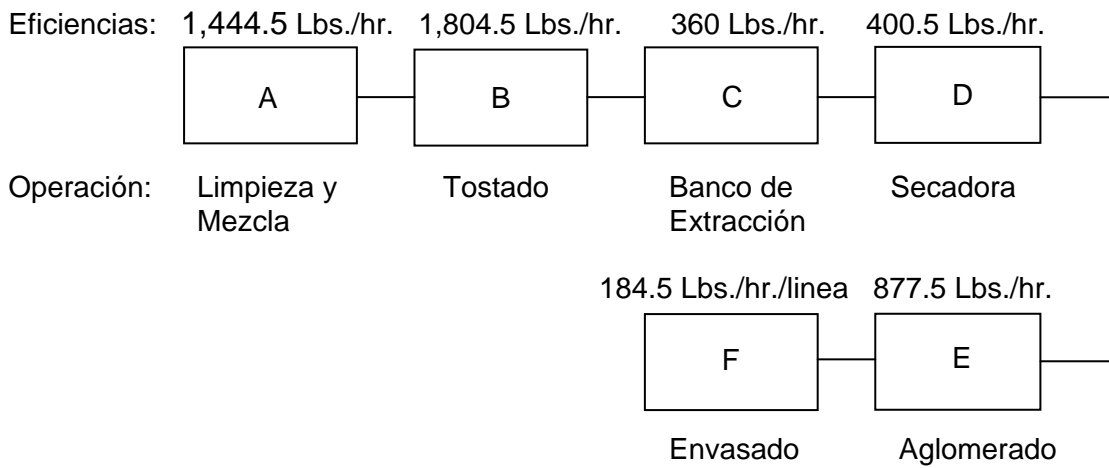 Eficiencias: 1,444.5 Lbs./hr. 1,804.5 Lbs./hr. 360 Lbs./hr. 400.5 Lbs./hr.
A B C D
Operación: Limpieza y Mezcla Tostado Banco de Extracción Secadora
184.5 Lbs./hr./linea 877.5 Lbs./hr.
F E
Envasado Aglomerado